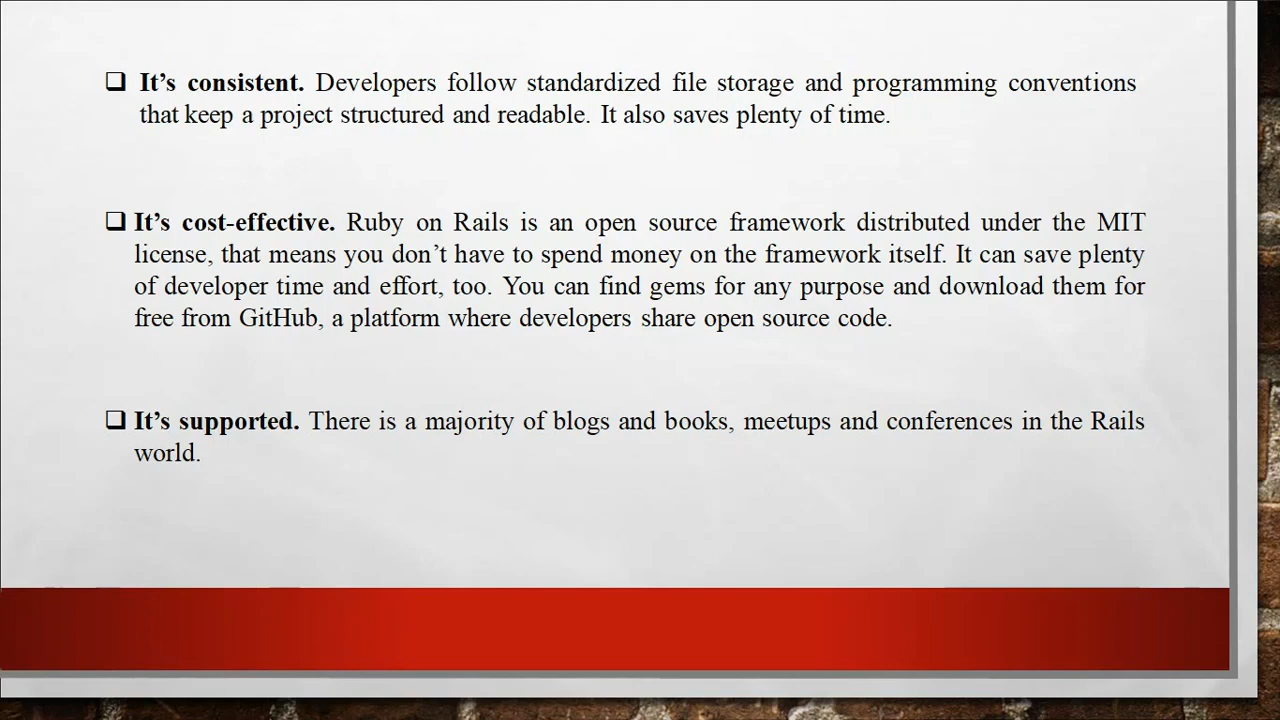 It’s consistent. Developers follow standardized file storage and programming conventions
that keep a project structured and readable. It also saves plenty of time.
It’s cost-effective. Ruby on Rails is an open source framework distributed under the MIT
license, that means you don’t have to spend money on the framework itself. It can save plenty
of developer time and effort, too. You can find gems for any purpose and download them for
free from GitHub, a platform where developers share open source code.
It’s supported. There is a majority of blogs and books, meetups and conferences in the Rails
world.